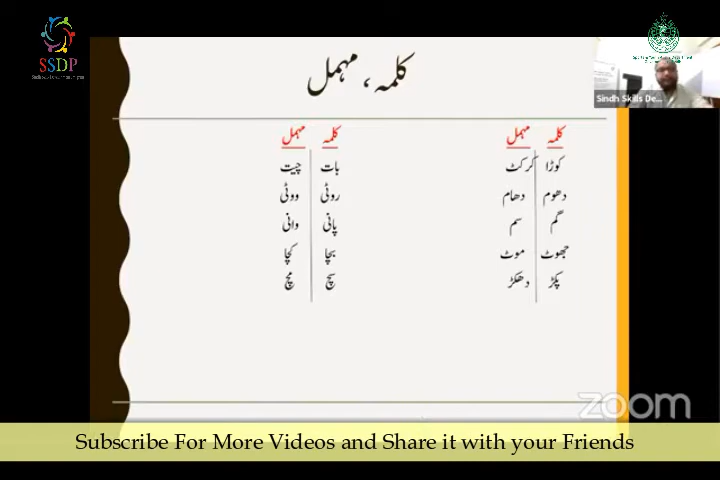 SSDP
کلمہ، مہمل
Sindh Skills De...
کلمہ مہمل کلمہ مہمل
کوڑا کرکٹ بات چیت
دھوم دھام روٹی ووٹی
گم سم پانی وانی
جھوٹ موٹ بچا کچا
پکڑ دھکڑ سچ مچ
zoom
Subscribe For More Videos and Share it with your Friends